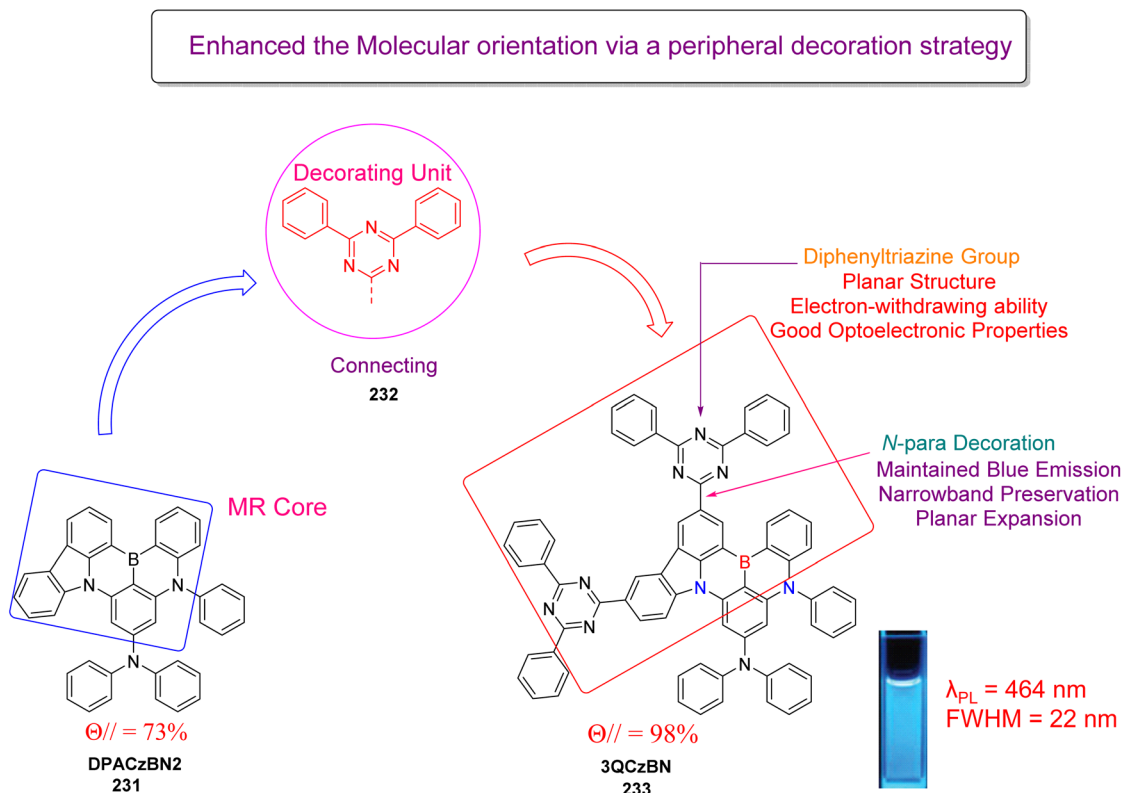 Enhanced the Molecular orientation via a peripheral decoration strategy
Decorating Unit
N
N
N
Connecting
232
Diphenyltriazine Group
Planar Structure
Electron-withdrawing ability
Good Optoelectronic Properties
N-para Decoration
Maintained Blue Emission
Narrowband Preservation
Planar Expansion
MR Core
B
N
N
N
Θ// = 73%
DPACzBN2
231
N
N
N
N
N
N
B
N
N
N
Θ// = 98%
3QCzBN
233
λPL = 464 nm
FWHM = 22 nm